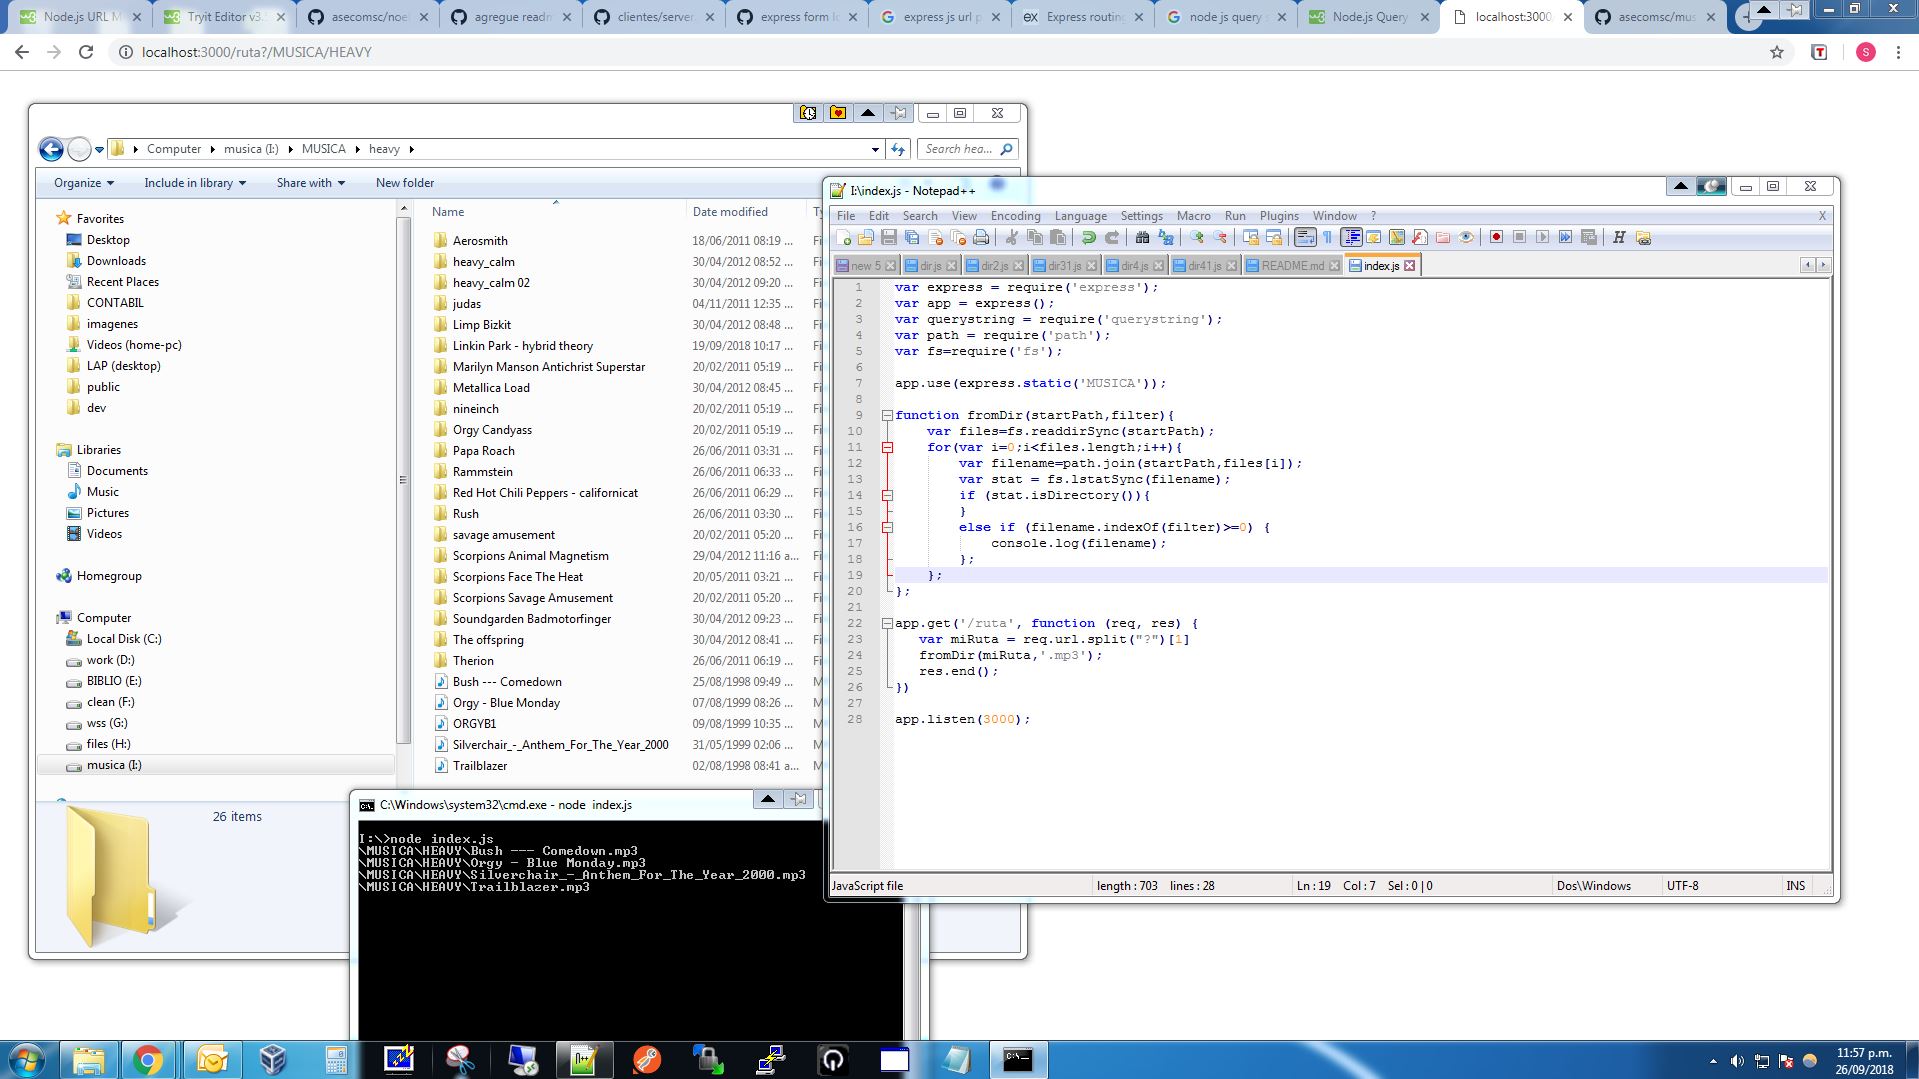 Node.js URL M
Tryit Editor v3.
asecomsc/noe
agregue readm
clientes/server.
express form lo
express js url p
Express routing
node js query s
Node.js Query
localhost:3000
asecomsc/mus
localhost:3000/ruta?/MUSICA/HEAVY
Computer
musica (I:)
MUSICA
heavy
Search hea...
Organize
Include in library
Share with
New folder
Favorites
Desktop
Downloads
Recent Places
CONTABIL
imagenes
Videos (home-pc)
LAP (desktop)
public
dev
Libraries
Documents
Music
Pictures
Videos
Homegroup
Computer
Local Disk (C:)
work (D:)
BIBLIO (E:)
clean (F:)
wss (G:)
files (H:)
musica (I:)
Name Date modified
Aerosmith 18/06/2011 08:19 ...
heavy_calm 30/04/2012 08:52 ...
heavy_calm 02 30/04/2012 09:20 ...
judas 04/11/2011 12:35 ...
Limp Bizkit 30/04/2012 08:48 ...
Linkin Park - hybrid theory 19/09/2018 10:17 ...
Marilyn Manson Antichrist Superstar 20/02/2011 05:19 ...
Metallica Load 30/04/2012 08:45 ...
nineinch 20/02/2011 05:19 ...
Orgy Candyass 20/02/2011 05:19 ...
Papa Roach 26/06/2011 03:31 ...
Rammstein 26/06/2011 06:33 ...
Red Hot Chili Peppers - californicat 26/06/2011 06:29 ...
Rush 26/06/2011 03:30 ...
savage amusement 20/02/2011 05:20 ...
Scorpions Animal Magnetism 29/04/2012 11:16 a...
Scorpions Face The Heat 20/05/2011 03:21 ...
Scorpions Savage Amusement 20/02/2011 05:20 ...
Soundgarden Badmotorfinger 30/04/2012 09:23 ...
The offspring 30/04/2012 08:41 ...
Therion 26/06/2011 06:19 ...
Bush --- Comedown 25/08/1998 09:49 ...
Orgy - Blue Monday 07/08/1999 08:26 ...
ORGYB1 09/08/1999 10:35 ...
Silverchair_-_Anthem_For_The_Year_2000 31/05/1999 02:06 ...
Trailblazer 02/08/1998 08:41 a...
26 items
I:\index.js - Notepad++
File Edit Search View Encoding Language Settings Macro Run Plugins Window ? X
new 5
dir.js
dir2.js
dir31.js
dir4.js
dir41.js
README.md
index.js
1 var express = require('express');
2 var app = express();
3 var querystring = require('querystring');
4 var path = require('path');
5 var fs=require('fs');
6
7 app.use(express.static('MUSICA'));
8
9 function fromDir(startPath,filter){
10 var files=fs.readdirSync(startPath);
11 for(var i=0;i<files.length;i++){
12 var filename=path.join(startPath,files[i]);
13 var stat = fs.lstatSync(filename);
14 if (stat.isDirectory()){
15 }
16 else if (filename.indexOf(filter)>=0) {
17 console.log(filename);
18 };
19 };
20 };
21
22 app.get('/ruta', function (req, res) {
23 var miRuta = req.url.split("?")[1]
24 fromDir(miRuta,'.mp3');
25 res.end();
26 })
27
28 app.listen(3000);
JavaScript file length : 703 lines : 28 Ln : 19 Col : 7 Sel : 0 | 0 Dos\Windows UTF-8 INS
C:\Windows\system32\cmd.exe - node index.js
I:\>node index.js
\MUSICA\HEAVY\Bush --- Comedown.mp3
\MUSICA\HEAVY\Orgy - Blue Monday.mp3
\MUSICA\HEAVY\Silverchair_-_Anthem_For_The_Year_2000.mp3
\MUSICA\HEAVY\Trailblazer.mp3
11:57 p.m.
26/09/2018